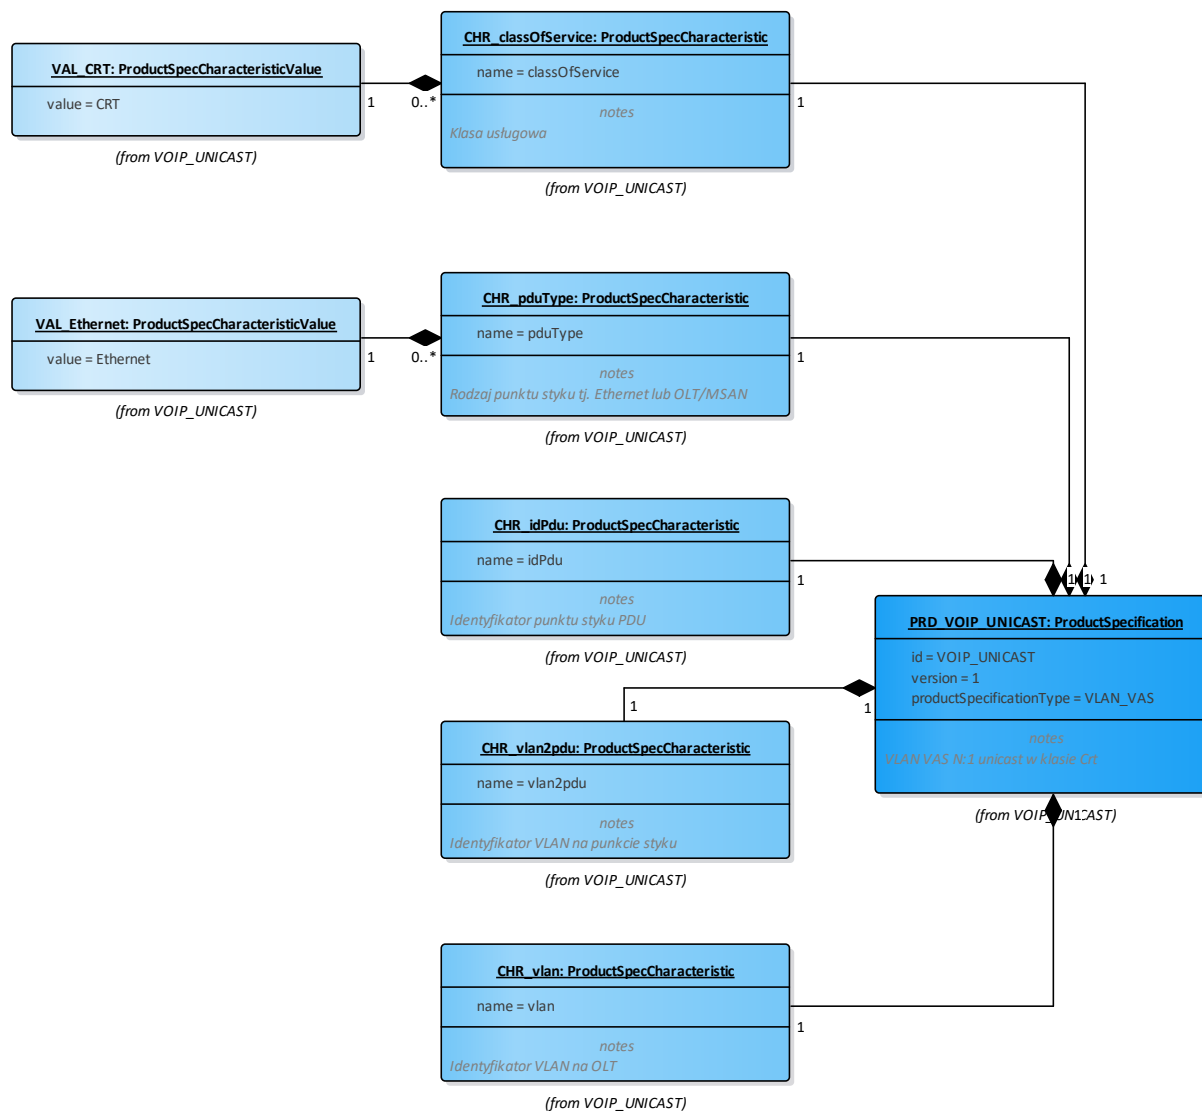 CHR_classOfService: ProductSpecCharacteristic
name = classOfService
notes
Klasa usługowa
(from VOIP_UNICAST)
VAL_CRT: ProductSpecCharacteristicValue
value = CRT
(from VOIP_UNICAST)
1
0..*
1
CHR_pduType: ProductSpecCharacteristic
name = pduType
notes
Rodzaj punktu styku tj. Ethernet lub OLT/MSAN
(from VOIP_UNICAST)
VAL_Ethernet: ProductSpecCharacteristicValue
value = Ethernet
(from VOIP_UNICAST)
1
0..*
1
CHR_idPdu: ProductSpecCharacteristic
name = idPdu
notes
Identyfikator punktu styku PDU
(from VOIP_UNICAST)
1
1 1 1
PRD_VOIP_UNICAST: ProductSpecification
id = VOIP_UNICAST
version = 1
productSpecificationType = VLAN_VAS
notes
VLAN VAS N:1 unicast w klasie Crt
(from VOIP_UNICAST)
1
1
1
CHR_vlan2pdu: ProductSpecCharacteristic
name = vlan2pdu
notes
Identyfikator VLAN na punkcie styku
(from VOIP_UNICAST)
CHR_vlan: ProductSpecCharacteristic
name = vlan
notes
Identyfikator VLAN na OLT
(from VOIP_UNICAST)
1